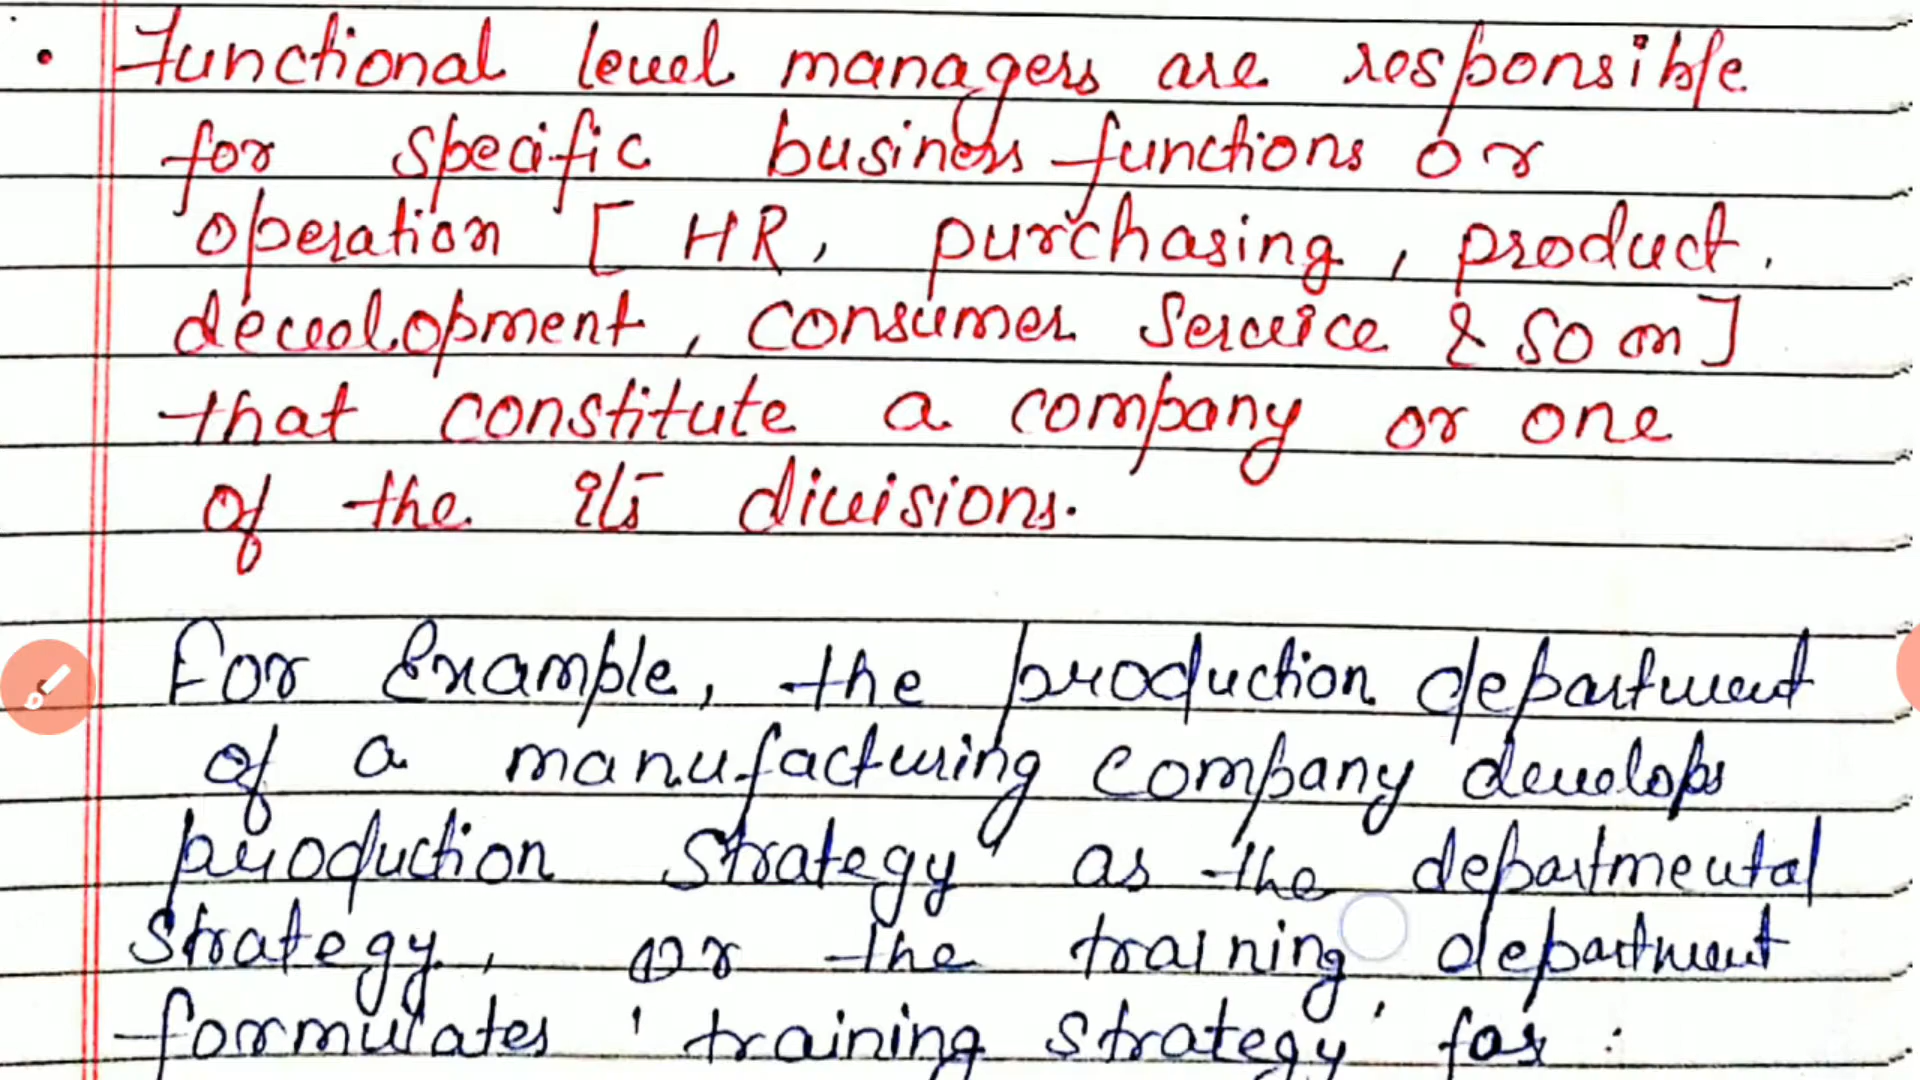 • Functional level managers are responsible
for specific business functions or
operation [ HR, purchasing, product.
development, consumer service & so on ]
that constitute a company or one
of the its divisions.
For Example, the production department
of a manufacturing company develops
production strategy as the departmental
strategy, or the training department
formulates 'training strategy' for